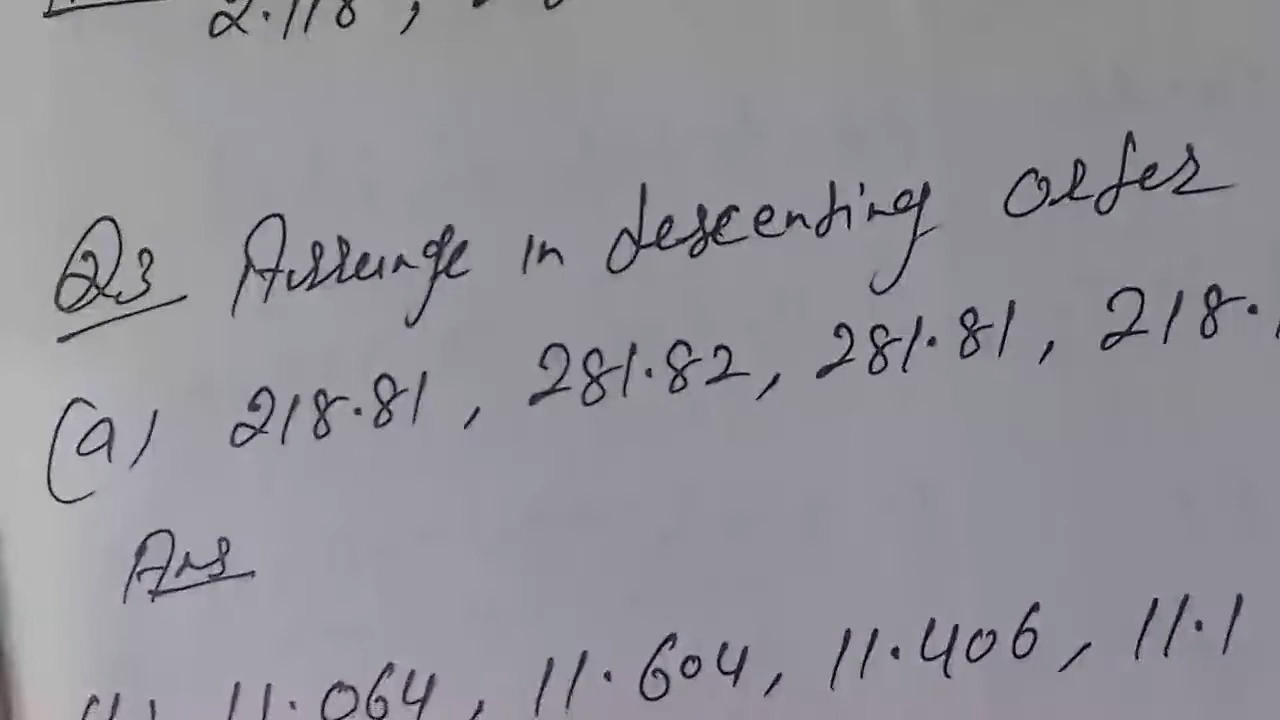 2.118,
Q3 Arrange in descending order
(a) 218.81, 281.82, 281.81, 218.
Ans
11.064, 11.604, 11.406, 11.1